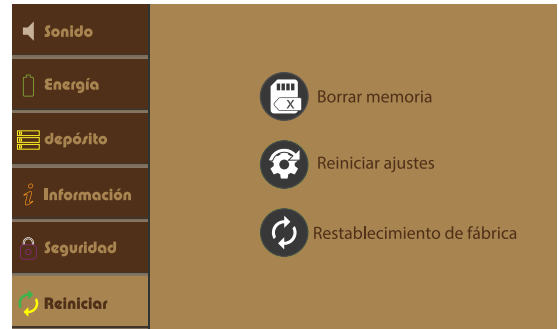 Sonido
Energía
depósito
Información
Seguridad
Reiniciar
Borrar memoria
Reiniciar ajustes
Restablecimiento de fábrica